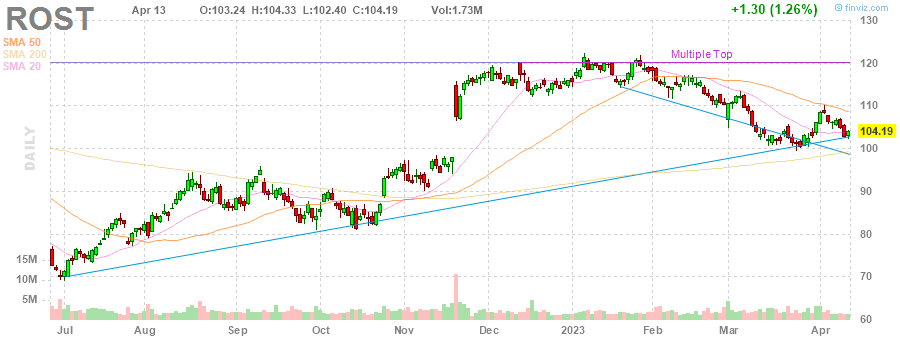 ROST Apr 13 O:103.24 H:104.33 L:102.40 C:104.19 Vol:1.73M +1.30 (1.26%) © finviz.com
SMA 50
SMA 200
SMA 20
DAILY
Multiple Top
130
120
110
104.19
100
90
80
70
60
15M
10M
5M
Jul Aug Sep Oct Nov Dec 2023 Feb Mar Apr